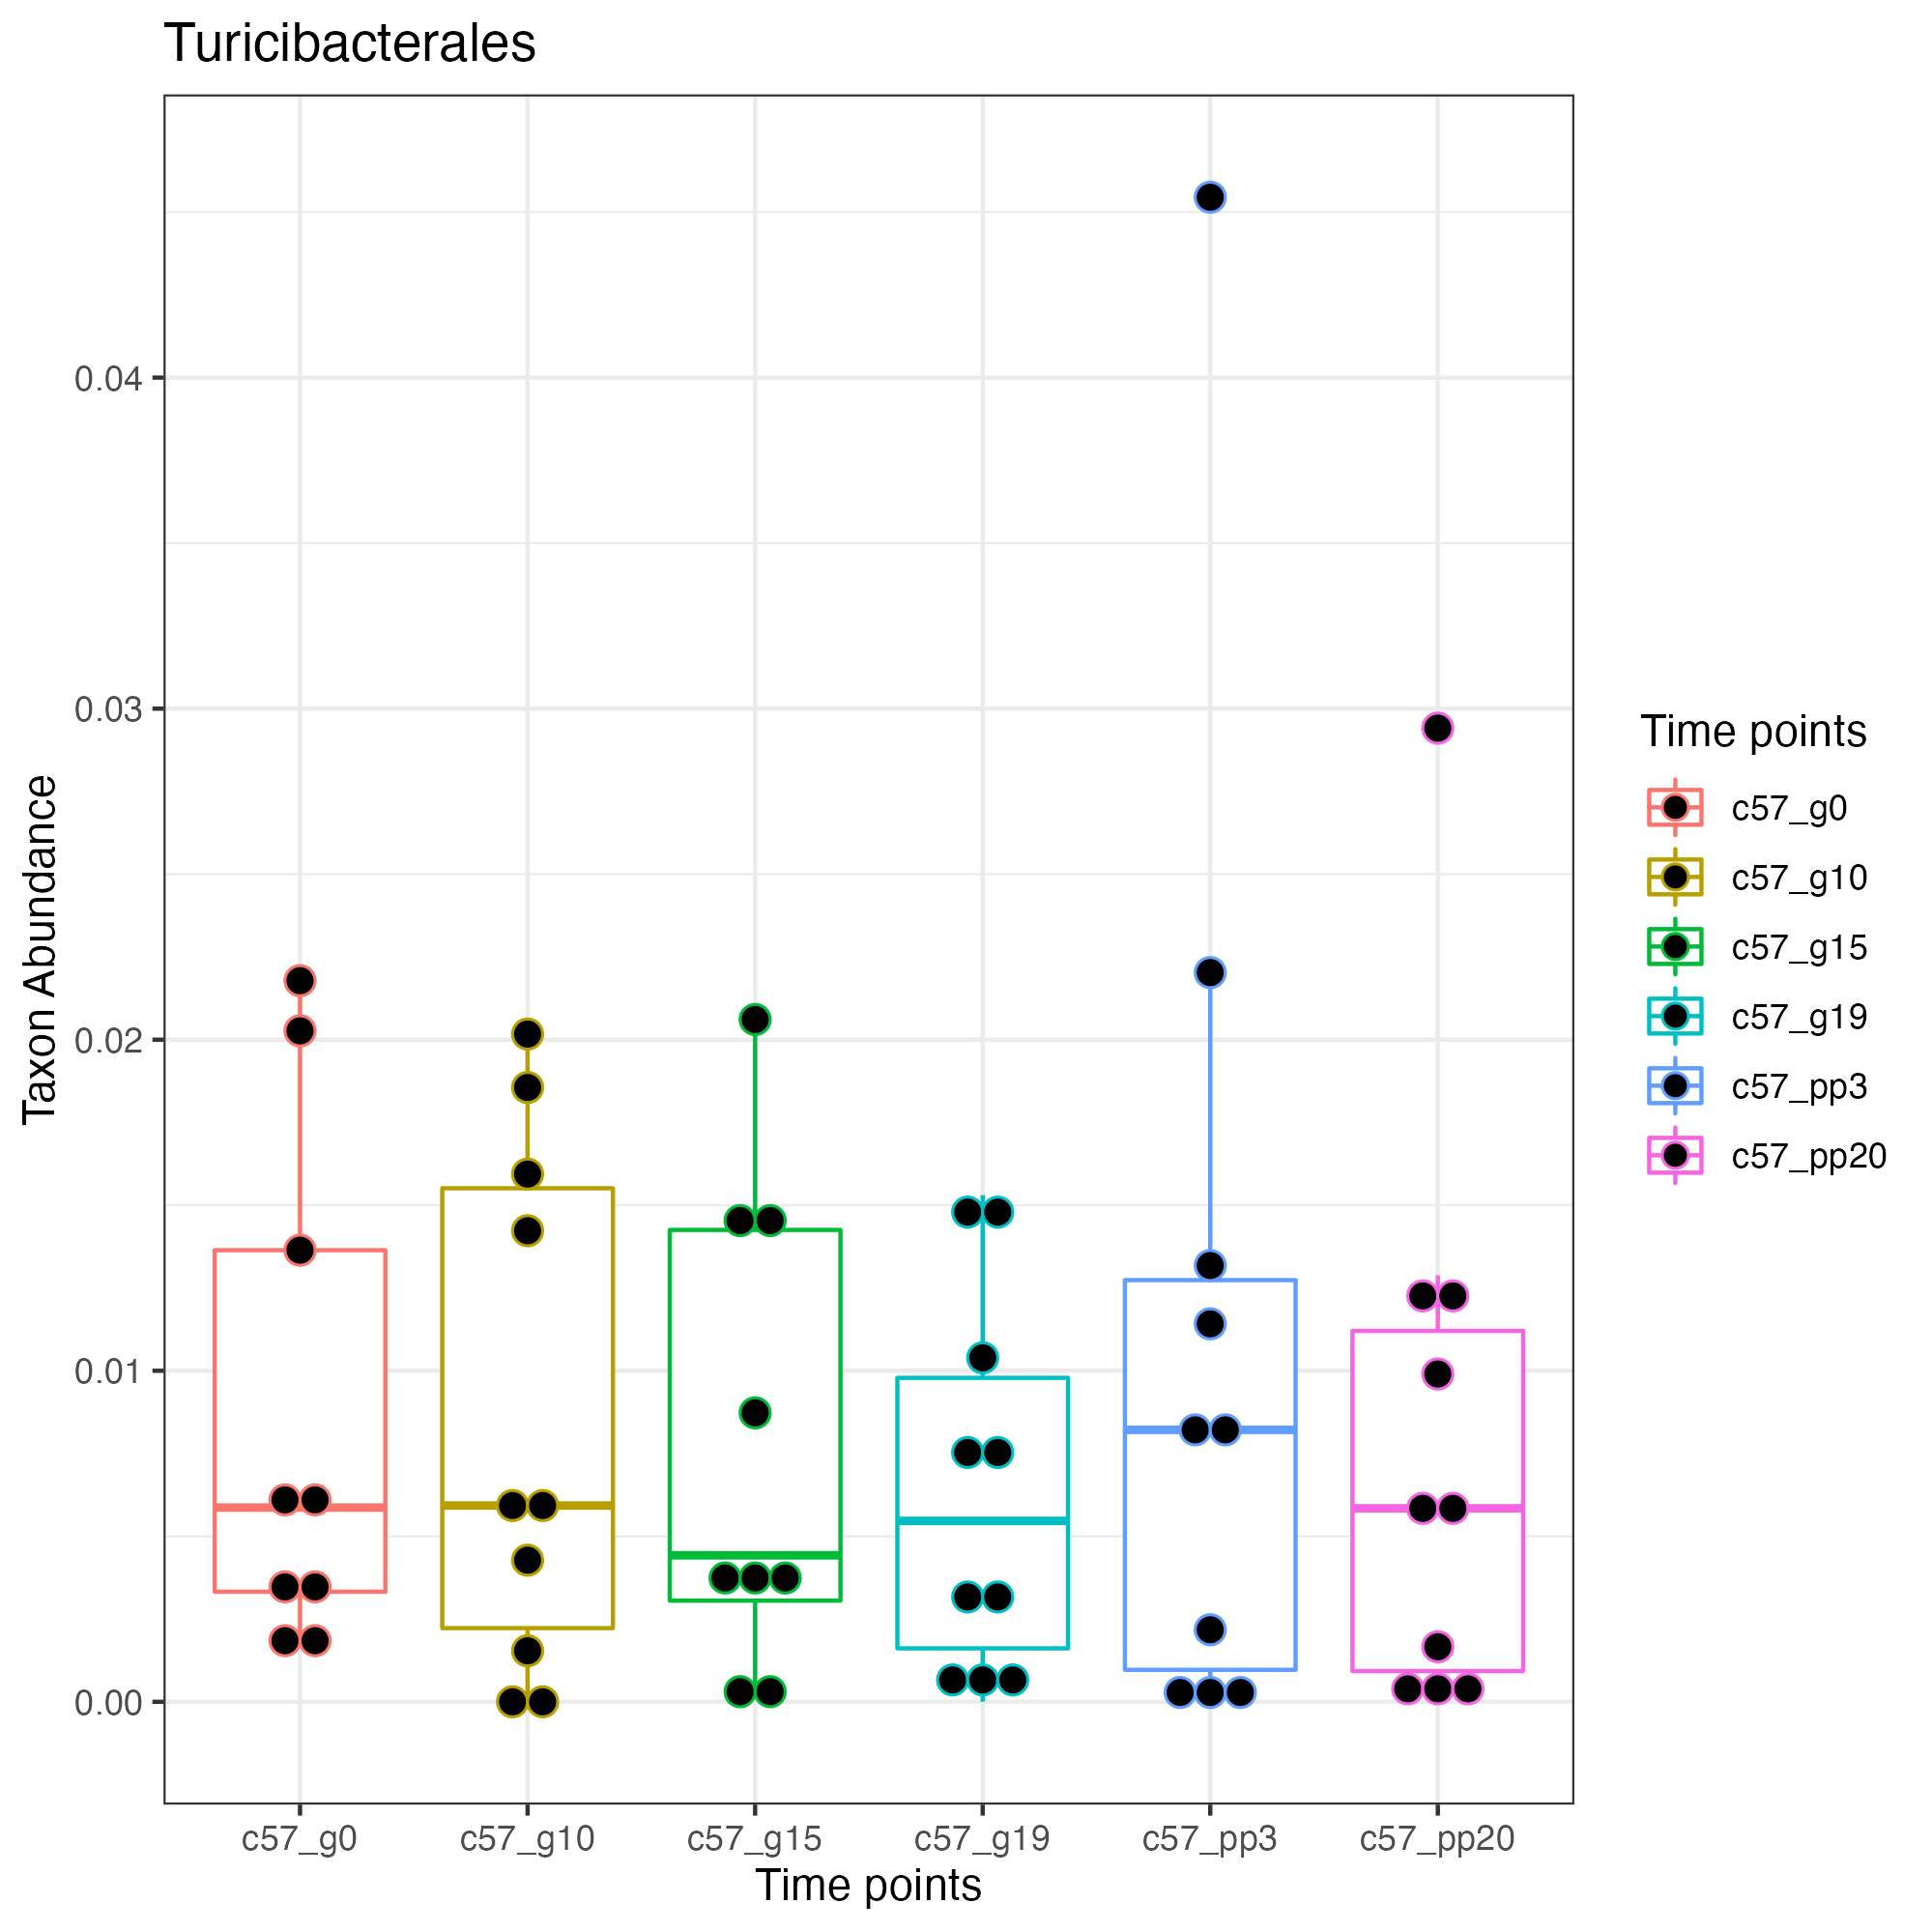 Turicibacterales
Taxon Abundance
0.04
0.03
0.02
0.01
0.00
c57_g0 c57_g10 c57_g15 c57_g19 c57_pp3 c57_pp20
Time points
Time points
c57_g0
c57_g10
c57_g15
c57_g19
c57_pp3
c57_pp20